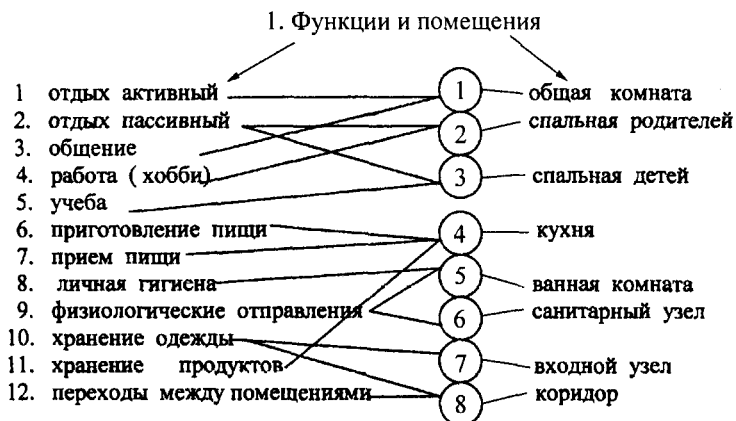 1. Функции и помещения
1 отдых активный 1 общая комната
2. отдых пассивный 2 спальная родителей
3. общение
4. работа ( хобби) 3 спальная детей
5. учеба
6. приготовление пищи 4 кухня
7. прием пищи
8. личная гигиена 5 ванная комната
9. физиологические отправления 6 санитарный узел
10. хранение одежды
11. хранение продуктов 7 входной узел
12. переходы между помещениями 8 коридор